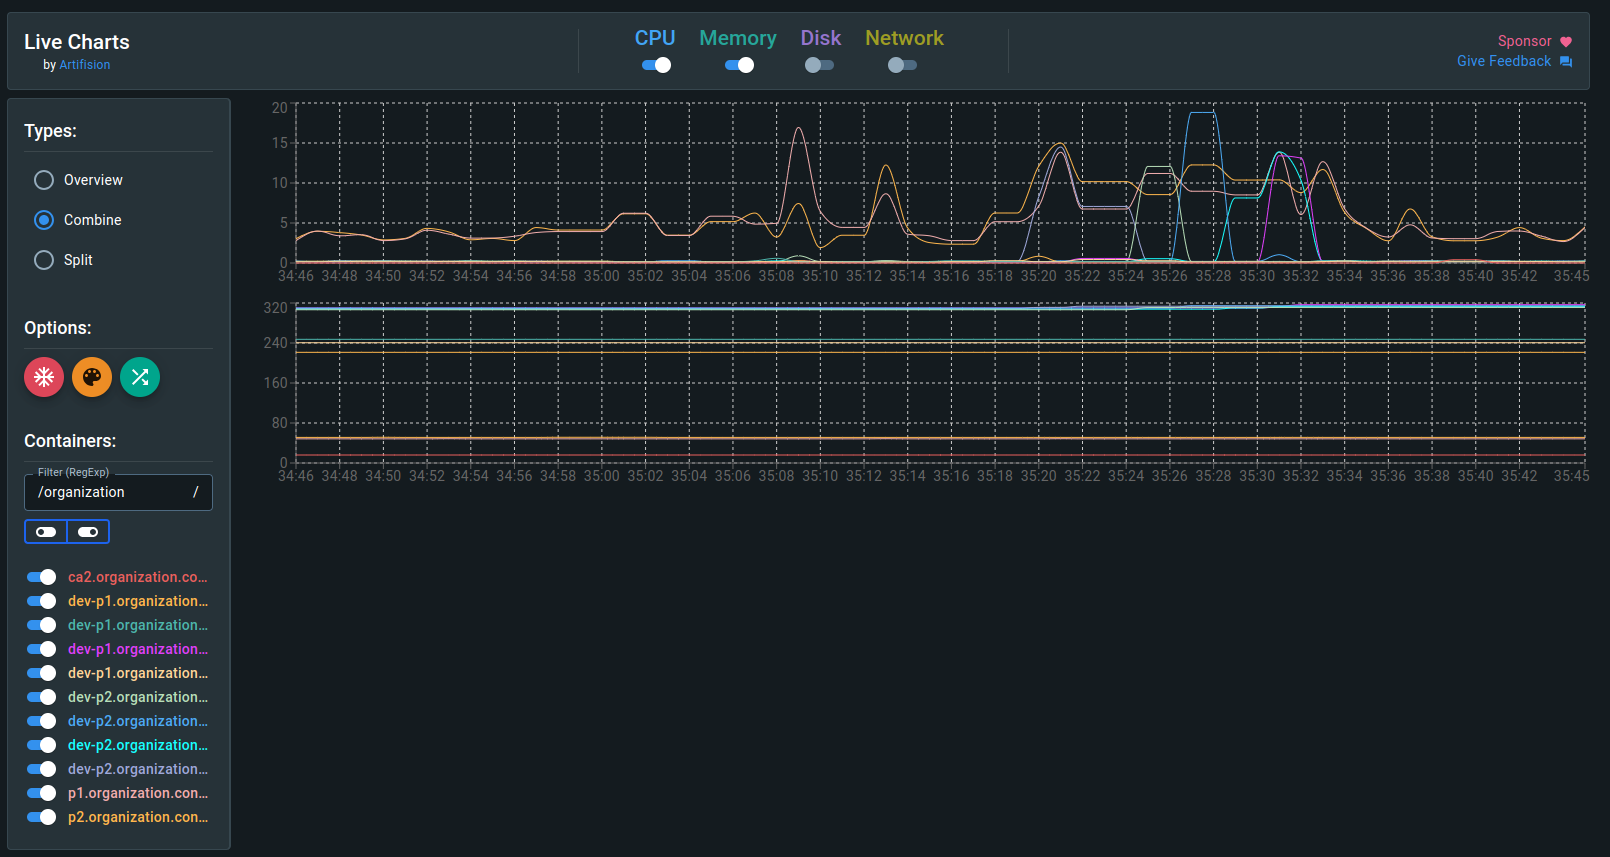 Live Charts
by Artifision
CPU Memory Disk Network
Sponsor
Give Feedback
Types:
Overview
Combine
Split
Options:
Containers:
Filter (RegExp)
/organization /
ca2.organization.co...
dev-p1.organization...
dev-p1.organization...
dev-p1.organization...
dev-p1.organization...
dev-p2.organization...
dev-p2.organization...
dev-p2.organization...
dev-p2.organization...
p1.organization.con...
p2.organization.con...
20
15
10
5
0
34:46 34:48 34:50 34:52 34:54 34:56 34:58 35:00 35:02 35:04 35:06 35:08 35:10 35:12 35:14 35:16 35:18 35:20 35:22 35:24 35:26 35:28 35:30 35:32 35:34 35:36 35:38 35:40 35:42 35:45
320
240
160
80
0
34:46 34:48 34:50 34:52 34:54 34:56 34:58 35:00 35:02 35:04 35:06 35:08 35:10 35:12 35:14 35:16 35:18 35:20 35:22 35:24 35:26 35:28 35:30 35:32 35:34 35:36 35:38 35:40 35:42 35:45